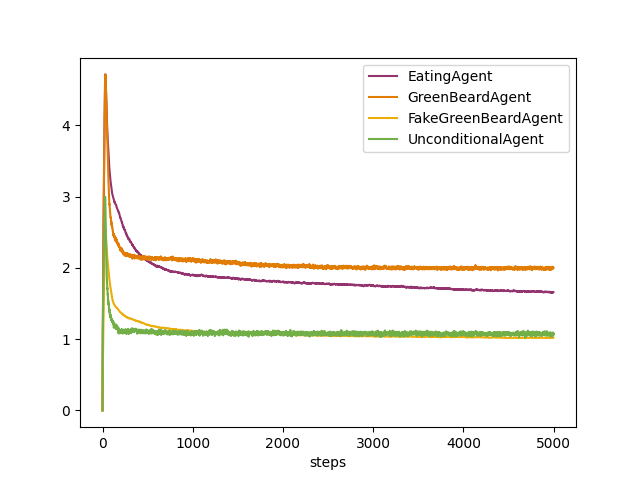 EatingAgent
GreenBeardAgent
FakeGreenBeardAgent
UnconditionalAgent
4
3
2
1
0
0 1000 2000 3000 4000 5000
steps